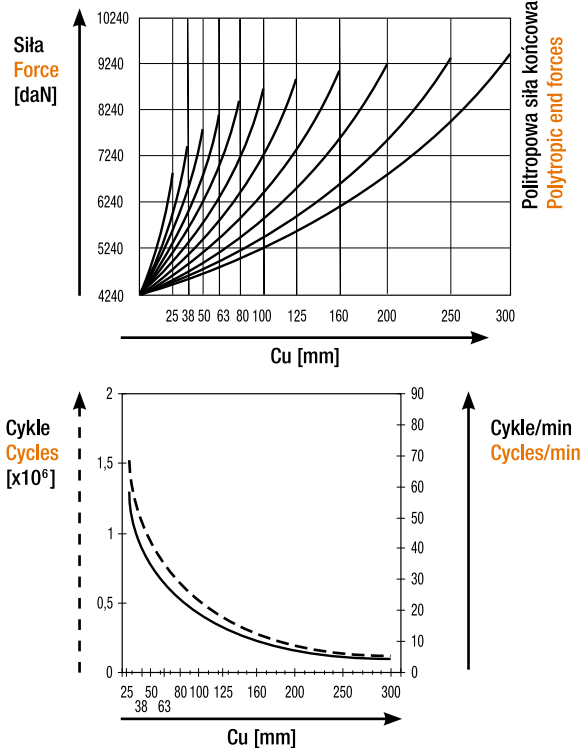 Siła
Force
[daN]
10240
9240
8240
7240
6240
5240
4240
25 38 50 63 80 100 125 160 200 250 300
Cu [mm]
Politropowa siła końcowa
Polytropic end forces
Cykle
Cycles
[x10⁶]
2
1,5
1
0,5
0
90
80
70
60
50
40
30
20
10
0
Cykle/min
Cycles/min
25 50 80 100 125 160 200 250 300
38 63
Cu [mm]